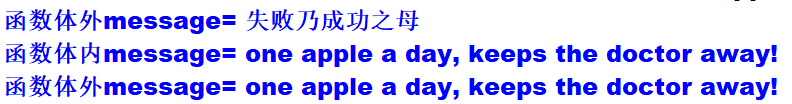 函数体外message= 失败乃成功之母
函数体内message= one apple a day, keeps the doctor away!
函数体外message= one apple a day, keeps the doctor away!